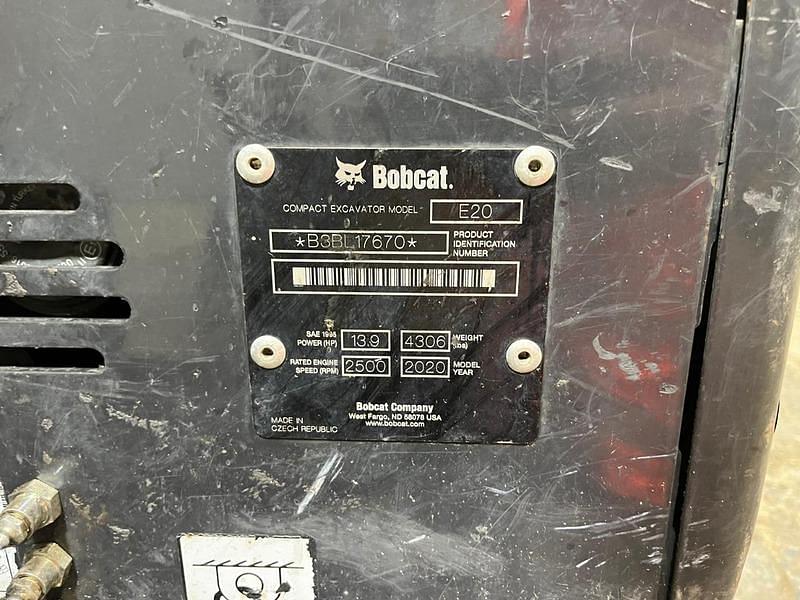 Bobcat.
COMPACT EXCAVATOR MODEL E20
*B3BL17670*
PRODUCT
IDENTIFICATION
NUMBER
SAE 1995
POWER (HP) 13.9
4306 WEIGHT
(lbs)
RATED ENGINE
SPEED (RPM) 2500
2020 MODEL
YEAR
Bobcat Company
West Fargo, ND 58078 USA
www.bobcat.com
MADE IN
CZECH REPUBLIC